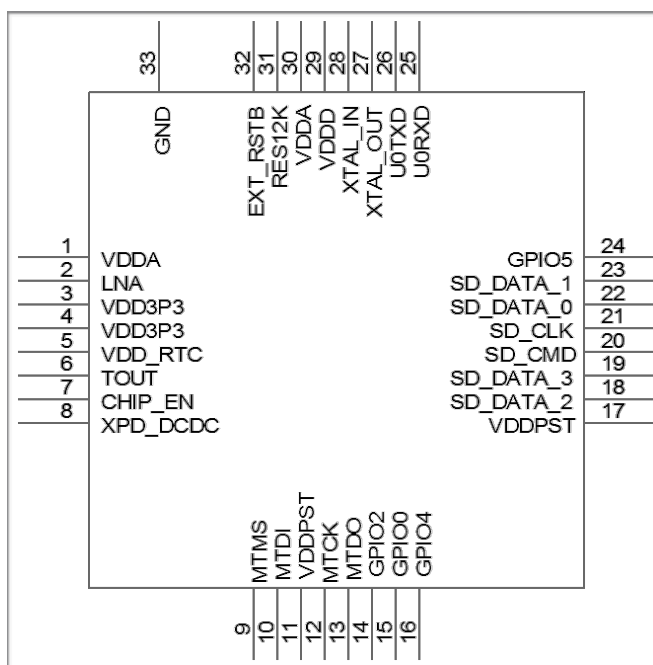 33
32
31
30
29
28
27
26
25
GND
EXT_RSTB
RES12K
VDDA
VDDD
XTAL_IN
XTAL_OUT
U0TXD
U0RXD
1 VDDA
2 LNA
3 VDD3P3
4 VDD3P3
5 VDD_RTC
6 TOUT
7 CHIP_EN
8 XPD_DCDC
GPIO5 24
SD_DATA_1 23
SD_DATA_0 22
SD_CLK 21
SD_CMD 20
SD_DATA_3 19
SD_DATA_2 18
VDDPST 17
MTMS
MTDI
VDDPST
MTCK
MTDO
GPIO2
GPIO0
GPIO4
9
10
11
12
13
14
15
16